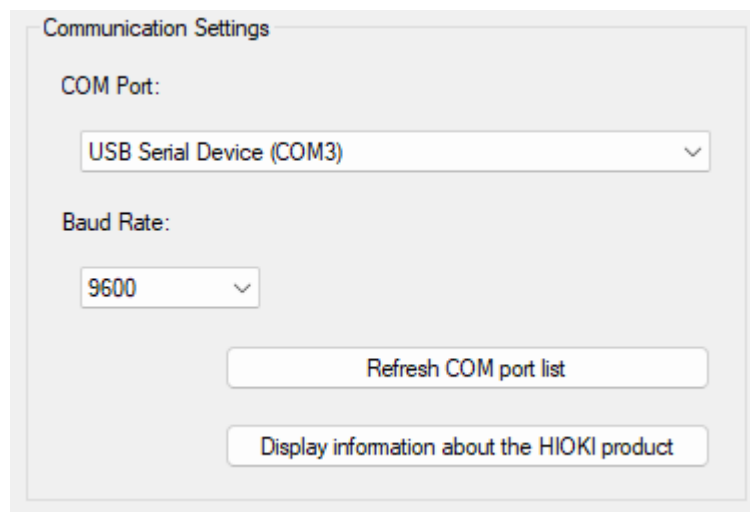 Communication Settings
COM Port:
USB Serial Device (COM3)
Baud Rate:
9600
Refresh COM port list
Display information about the HIOKI product